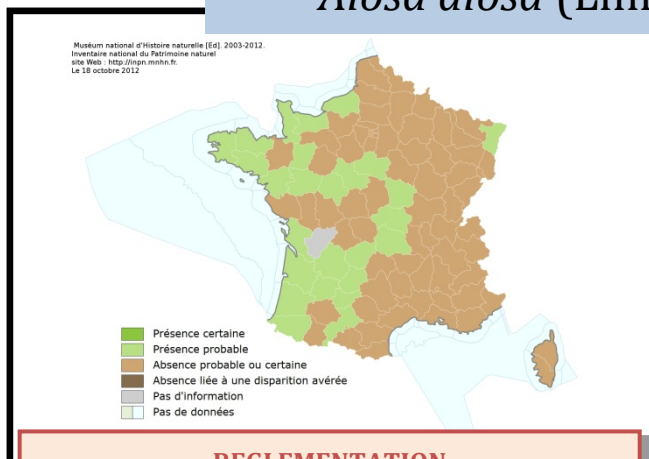 Alosa alosa (Lin
Muséum national d'Histoire naturelle [Ed]. 2003-2012.
Inventaire national du Patrimoine naturel
site Web : http://inpn.mnhn.fr.
Le 18 octobre 2012
Présence certaine
Présence probable
Absence probable ou certaine
Absence liée à une disparition avérée
Pas d'information
Pas de données
REGLEMENTATION